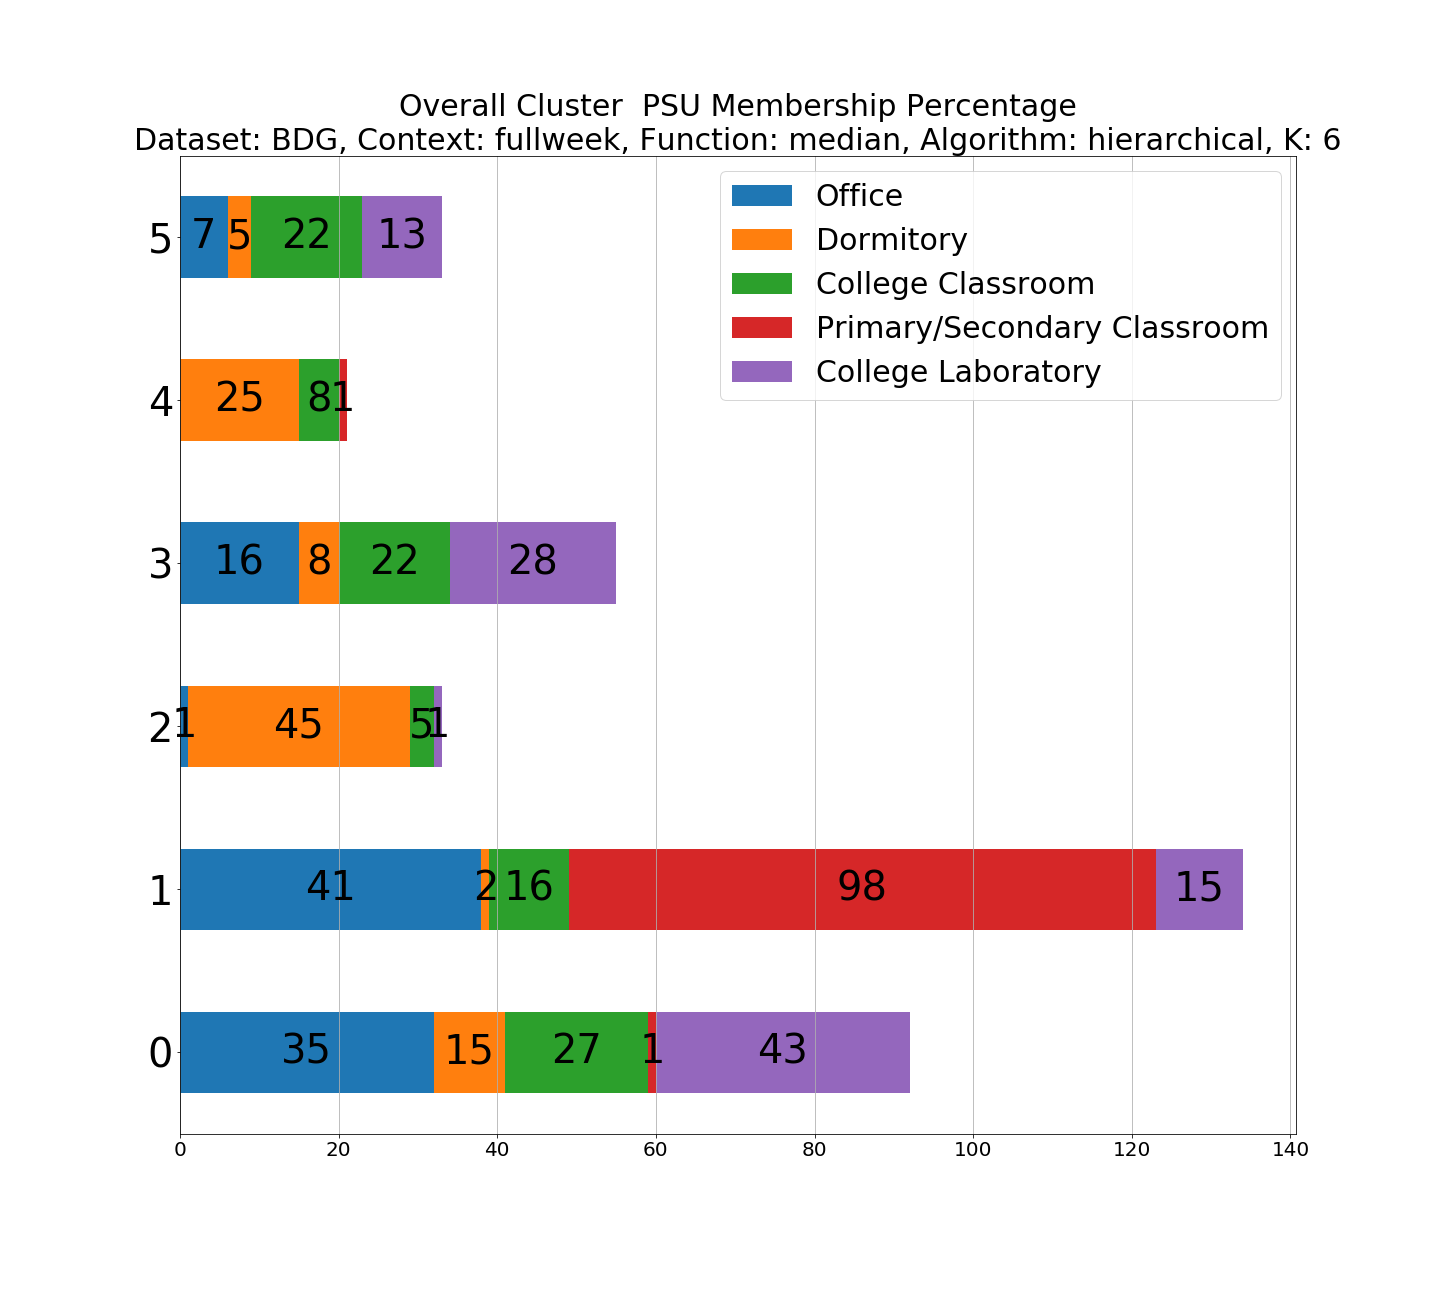 Overall Cluster  PSU Membership Percentage
Dataset: BDG, Context: fullweek, Function: median, Algorithm: hierarchical, K: 6
Office
Dormitory
College Classroom
Primary/Secondary Classroom
College Laboratory
5 7 5 22 13
4 25 8 1
3 16 8 22 28
2 1 45 5 1
1 41 2 16 98 15
0 35 15 27 1 43
0 20 40 60 80 100 120 140